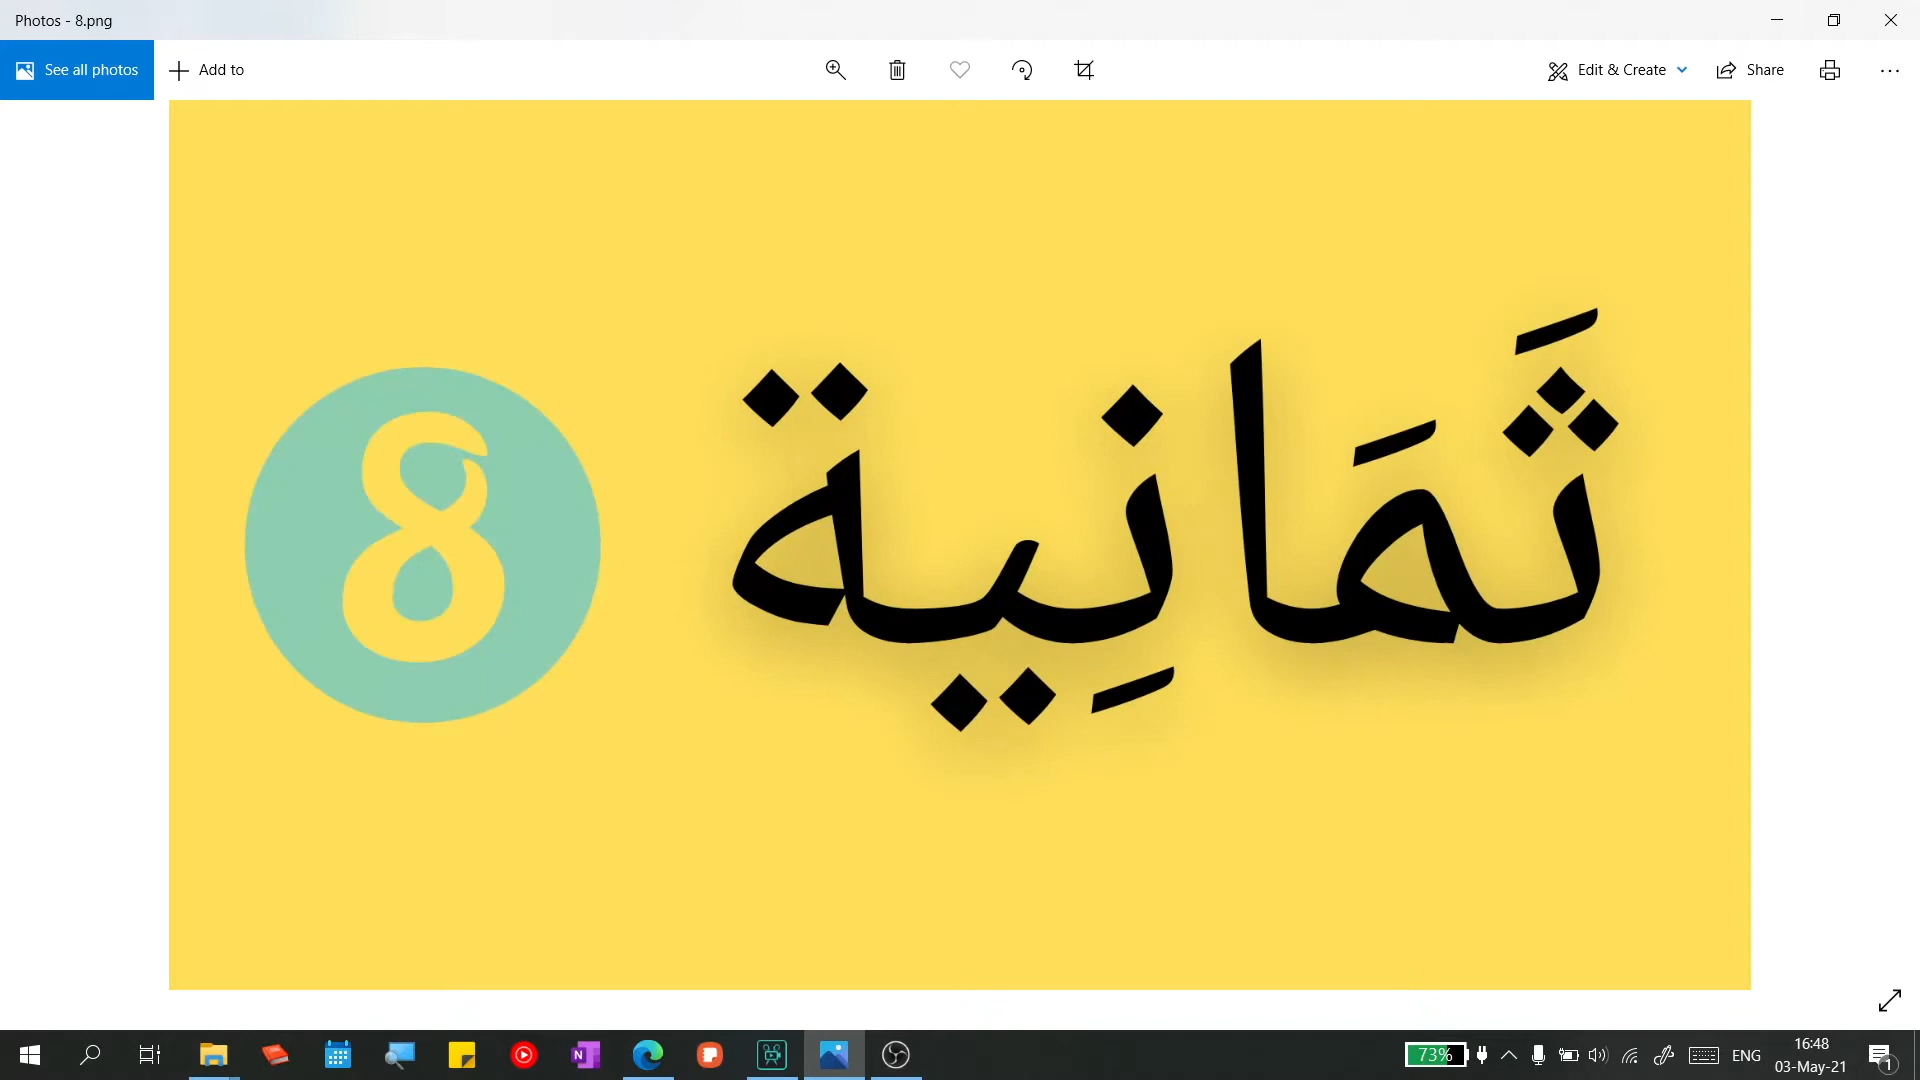 Photos - 8.png
See all photos
Add to
Edit & Create
Share
8
ثَمَانِية
73%
ENG
16:48
03-May-21
1